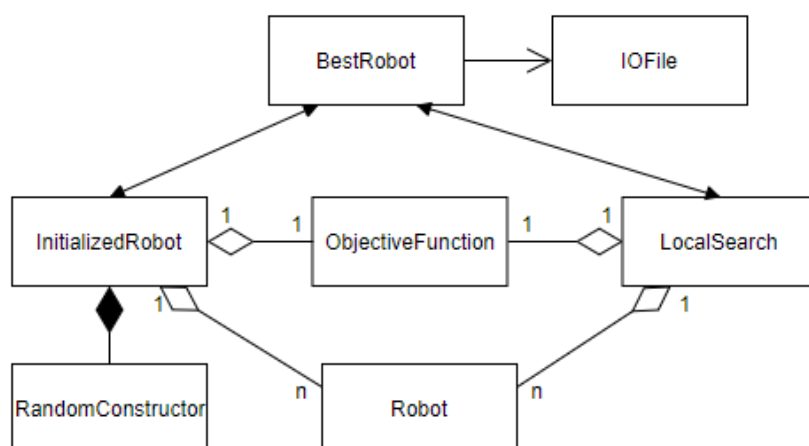 BestRobot
IOFile
InitializedRobot
1
1
ObjectiveFunction
1
1
LocalSearch
1
1
RandomConstructor
n
Robot
n